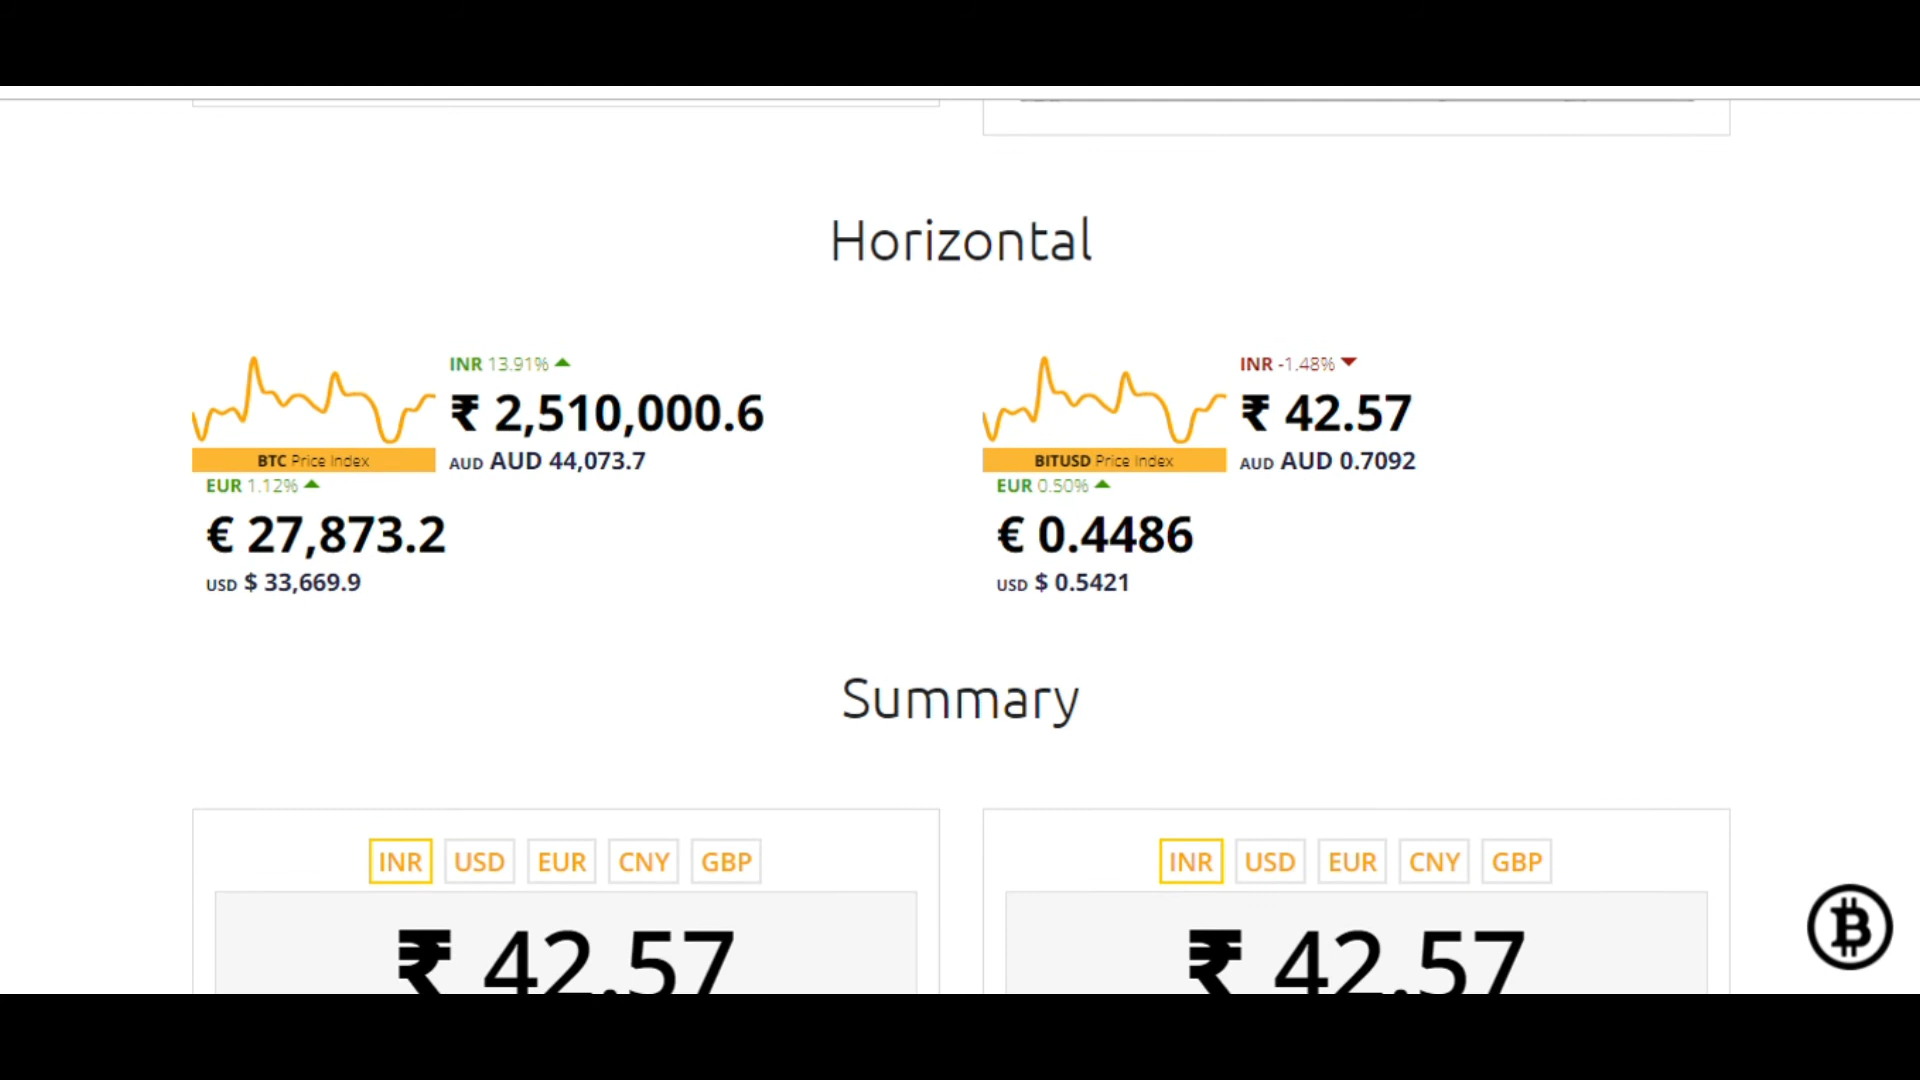 Horizontal
INR 13.91%
₹ 2,510,000.6
BTC Price Index
AUD AUD 44,073.7
EUR 1.12%
€ 27,873.2
USD $ 33,669.9
INR -1.48%
₹ 42.57
BITUSD Price Index
AUD AUD 0.7092
EUR 0.50%
€ 0.4486
USD $ 0.5421
Summary
INR USD EUR CNY GBP
₹ 42.57
INR USD EUR CNY GBP
₹ 42.57